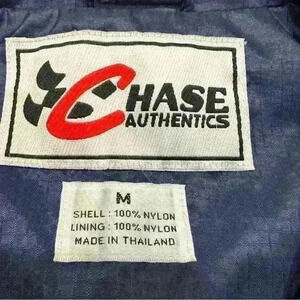 CHASE
AUTHENTICS
M
SHELL : 100% NYLON
LINING : 100% NYLON
MADE IN THAILAND